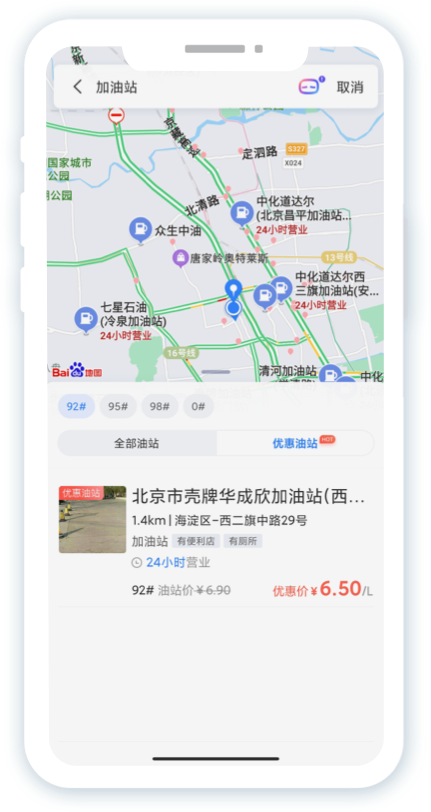 加油站
取消
国家城市
公园
京藏高速
定泗路
S327
X024
北清路
中化道达尔
(北京昌平加油站...
24小时营业
众生中油
唐家岭奥特莱斯
13号线
中化道达尔西
三旗加油站(安...
24小时营业
七星石油
(冷泉加油站)
24小时营业
16号线
清河加油站
中化
Bai 地图
92#
95#
98#
0#
全部油站
优惠油站
HOT
优惠油站
北京市壳牌华成欣加油站(西...
1.4km | 海淀区-西二旗中路29号
加油站 有便利店 有厕所
24小时营业
92# 油站价 ¥6.90 优惠价 ¥6.50/L